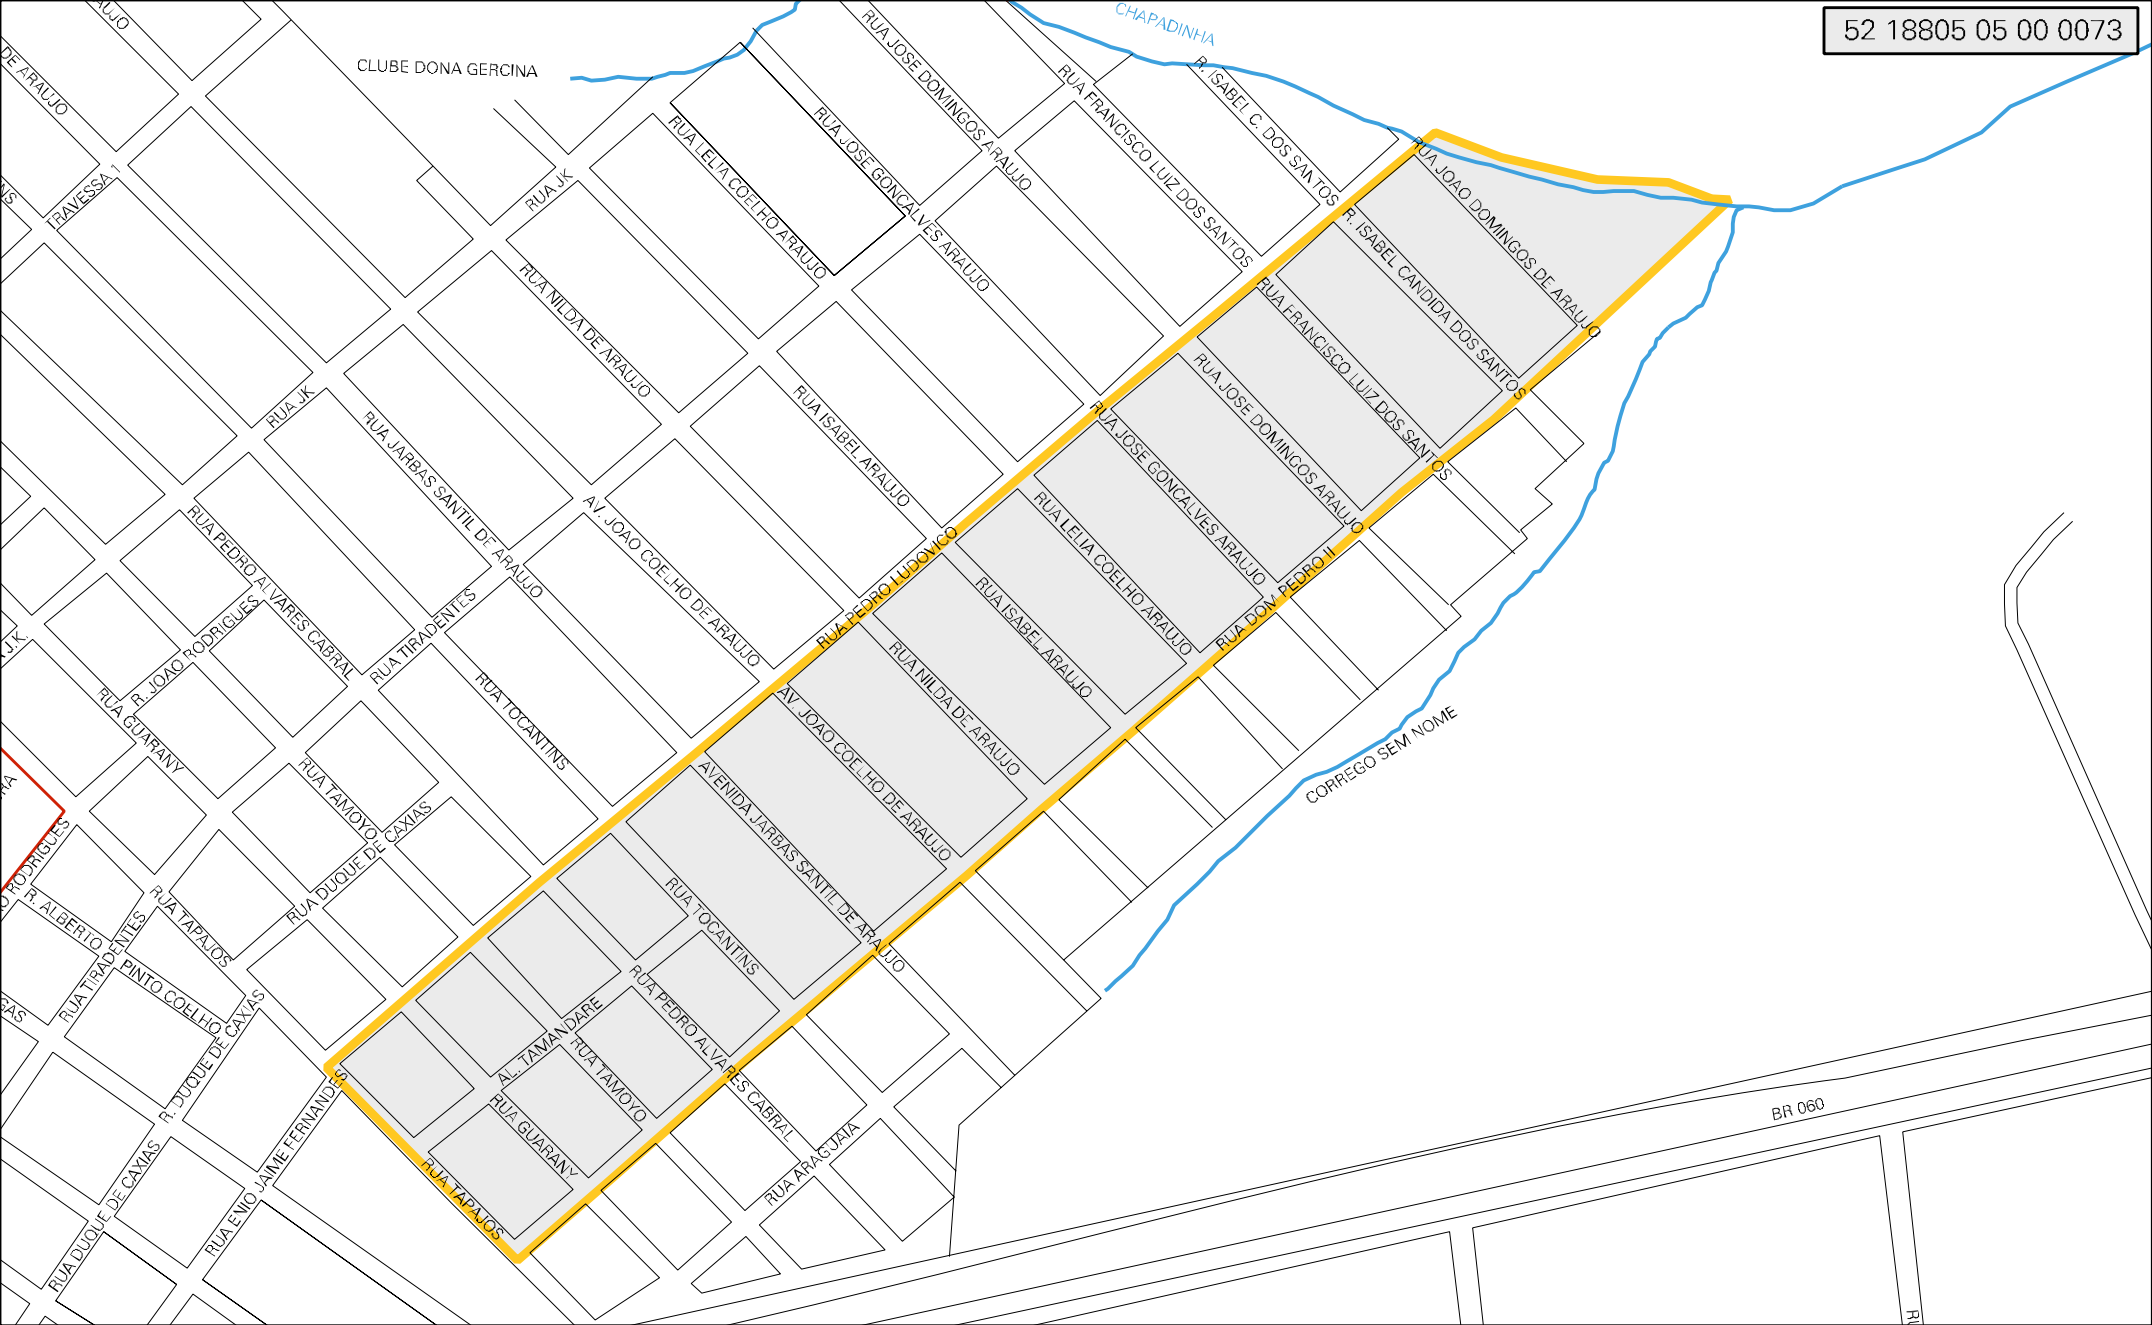 52 18805 05 00 0073
CHAPADINHA
CLUBE DONA GERCINA
DE ARAUJO
RUA JOSE DOMINGOS ARAUJO
RUA FRANCISCO LUIZ DOS SANTOS
R. ISABEL C. DOS SANTOS
RUA JOSE GONCALVES ARAUJO
RUA LELIA COELHO ARAUJO
RUA JOAO DOMINGOS DE ARAUJO
TRAVESSA 1
RUA JK
R. ISABEL CANDIDA DOS SANTOS
RUA NILDA DE ARAUJO
RUA FRANCISCO LUIZ DOS SANTOS
RUA JK
RUA JOSE DOMINGOS ARAUJO
RUA ISABEL ARAUJO
RUA JARBAS SANTIL DE ARAUJO
RUA JOSE GONCALVES ARAUJO
AV. JOAO COELHO DE ARAUJO
RUA LELIA COELHO ARAUJO
RUA PEDRO ALVARES CABRAL
RUA PEDRO LUDOVICO
RUA DOM PEDRO II
RUA ISABEL ARAUJO
R. JOAO RODRIGUES
RUA TIRADENTES
RUA NILDA DE ARAUJO
J.K.
RUA TOCANTINS
RUA GUARANY
AV. JOAO COELHO DE ARAUJO
CORREGO SEM NOME
RUA TAMOYO
RUA DUQUE DE CAXIAS
AVENIDA JARBAS SANTIL DE ARAUJO
RODRIGUES
R. ALBERTO PINTO COELHO
RUA TAPAJOS
RUA TIRADENTES
RUA TOCANTINS
RUA PEDRO ALVARES CABRAL
AL. TAMANDARE
RUA TAMOYO
R. DUQUE DE CAXIAS
RUA GUARANY
RUA ENIO JAIME FERNANDES
RUA DUQUE DE CAXIAS
RUA TAPAJOS
RUA ARAGUAIA
BR 060